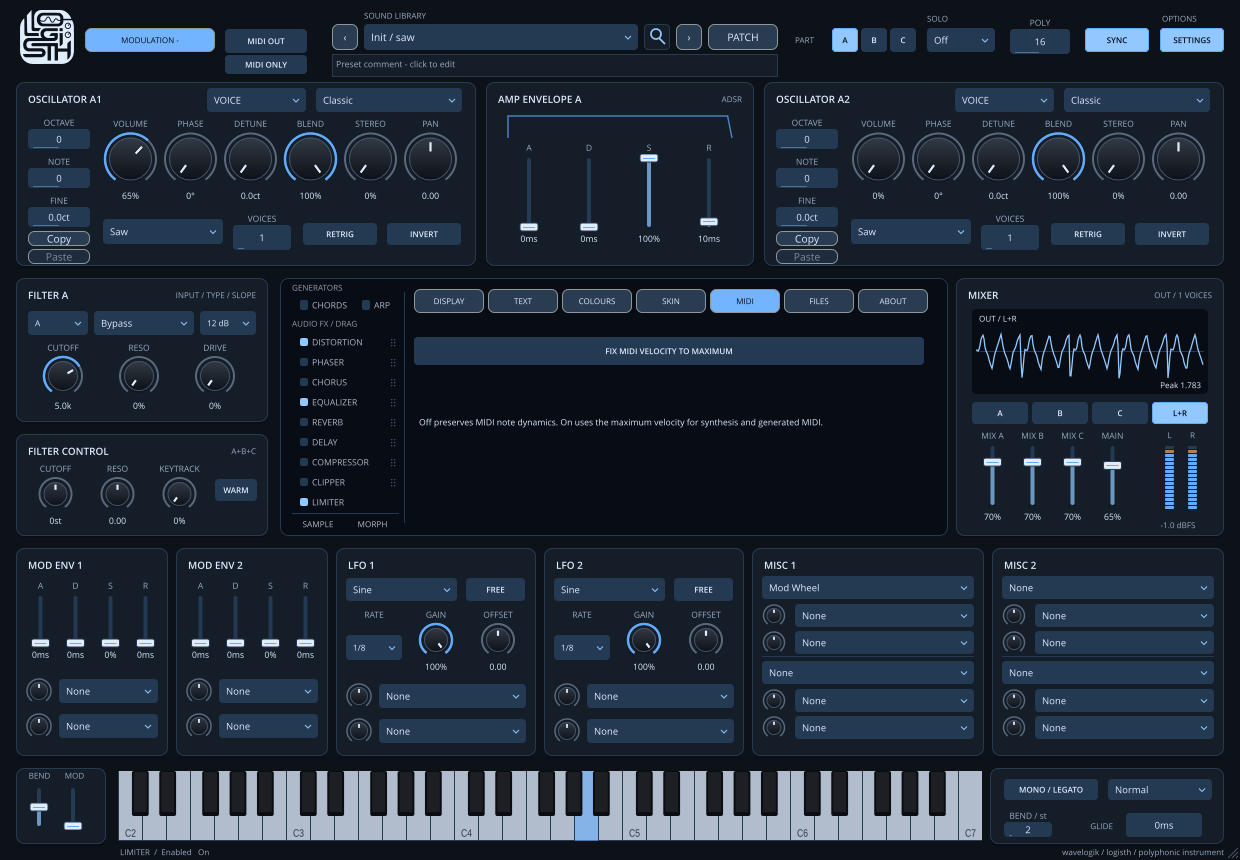 LOGISTH
MODULATION -
MIDI OUT
MIDI ONLY
SOUND LIBRARY
‹
Init / saw
›
PATCH
Preset comment - click to edit
PART
A
B
C
SOLO
Off
POLY
16
SYNC
OPTIONS
SETTINGS
OSCILLATOR A1
VOICE
Classic
OCTAVE
0
NOTE
0
FINE
0.0ct
Copy
Paste
VOLUME PHASE DETUNE BLEND STEREO PAN
65% 0° 0.0ct 100% 0% 0.00
Saw
VOICES
1
RETRIG
INVERT
AMP ENVELOPE A
ADSR
A D S R
0ms 0ms 100% 10ms
OSCILLATOR A2
VOICE
Classic
OCTAVE
0
NOTE
0
FINE
0.0ct
Copy
Paste
VOLUME PHASE DETUNE BLEND STEREO PAN
0% 0° 0.0ct 100% 0% 0.00
Saw
VOICES
1
RETRIG
INVERT
FILTER A
INPUT / TYPE / SLOPE
A
Bypass
12 dB
CUTOFF RESO DRIVE
5.0k 0% 0%
FILTER CONTROL
A+B+C
CUTOFF RESO KEYTRACK
WARM
0st 0.00 0%
GENERATORS
CHORDS ARP
AUDIO FX / DRAG
DISTORTION
PHASER
CHORUS
EQUALIZER
REVERB
DELAY
COMPRESSOR
CLIPPER
LIMITER
SAMPLE MORPH
DISPLAY TEXT COLOURS SKIN MIDI FILES ABOUT
FIX MIDI VELOCITY TO MAXIMUM
Off preserves MIDI note dynamics. On uses the maximum velocity for synthesis and generated MIDI.
MIXER
OUT / 1 VOICES
OUT / L+R
Peak 1.783
A B C L+R
MIX A MIX B MIX C MAIN L R
70% 70% 70% 65%
-1.0 dBFS
MOD ENV 1
A D S R
0ms 0ms 0% 0ms
None
None
MOD ENV 2
A D S R
0ms 0ms 0% 0ms
None
None
LFO 1
Sine
FREE
RATE GAIN OFFSET
1/8
100% 0.00
None
None
LFO 2
Sine
FREE
RATE GAIN OFFSET
1/8
100% 0.00
None
None
MISC 1
Mod Wheel
None
None
None
None
None
MISC 2
None
None
None
None
None
None
BEND MOD
C2 C3 C4 C5 C6 C7
MONO / LEGATO
Normal
BEND / st
2
GLIDE
0ms
LIMITER / Enabled On
wavelogik / logisth / polyphonic instrument